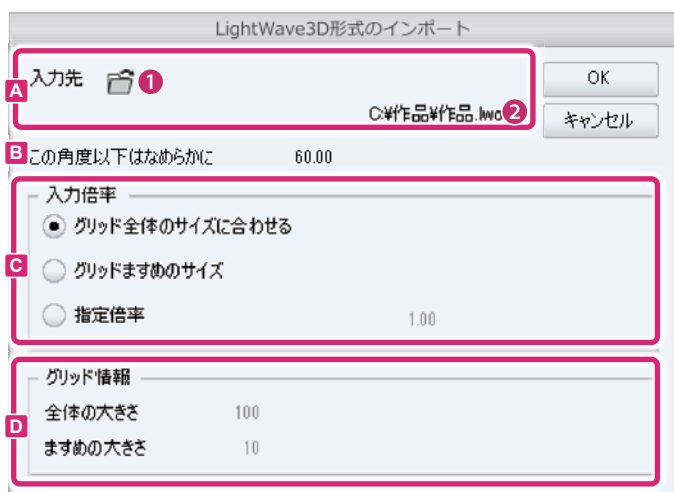 LightWave3D形式のインポート
A 入力先 1 OK
C:¥作品¥作品.lwo 2 キャンセル
B この角度以下はなめらかに 60.00
入力倍率
グリッド全体のサイズに合わせる
C グリッドますめのサイズ
指定倍率 1.00
グリッド情報
全体の大きさ 100
D ますめの大きさ 10